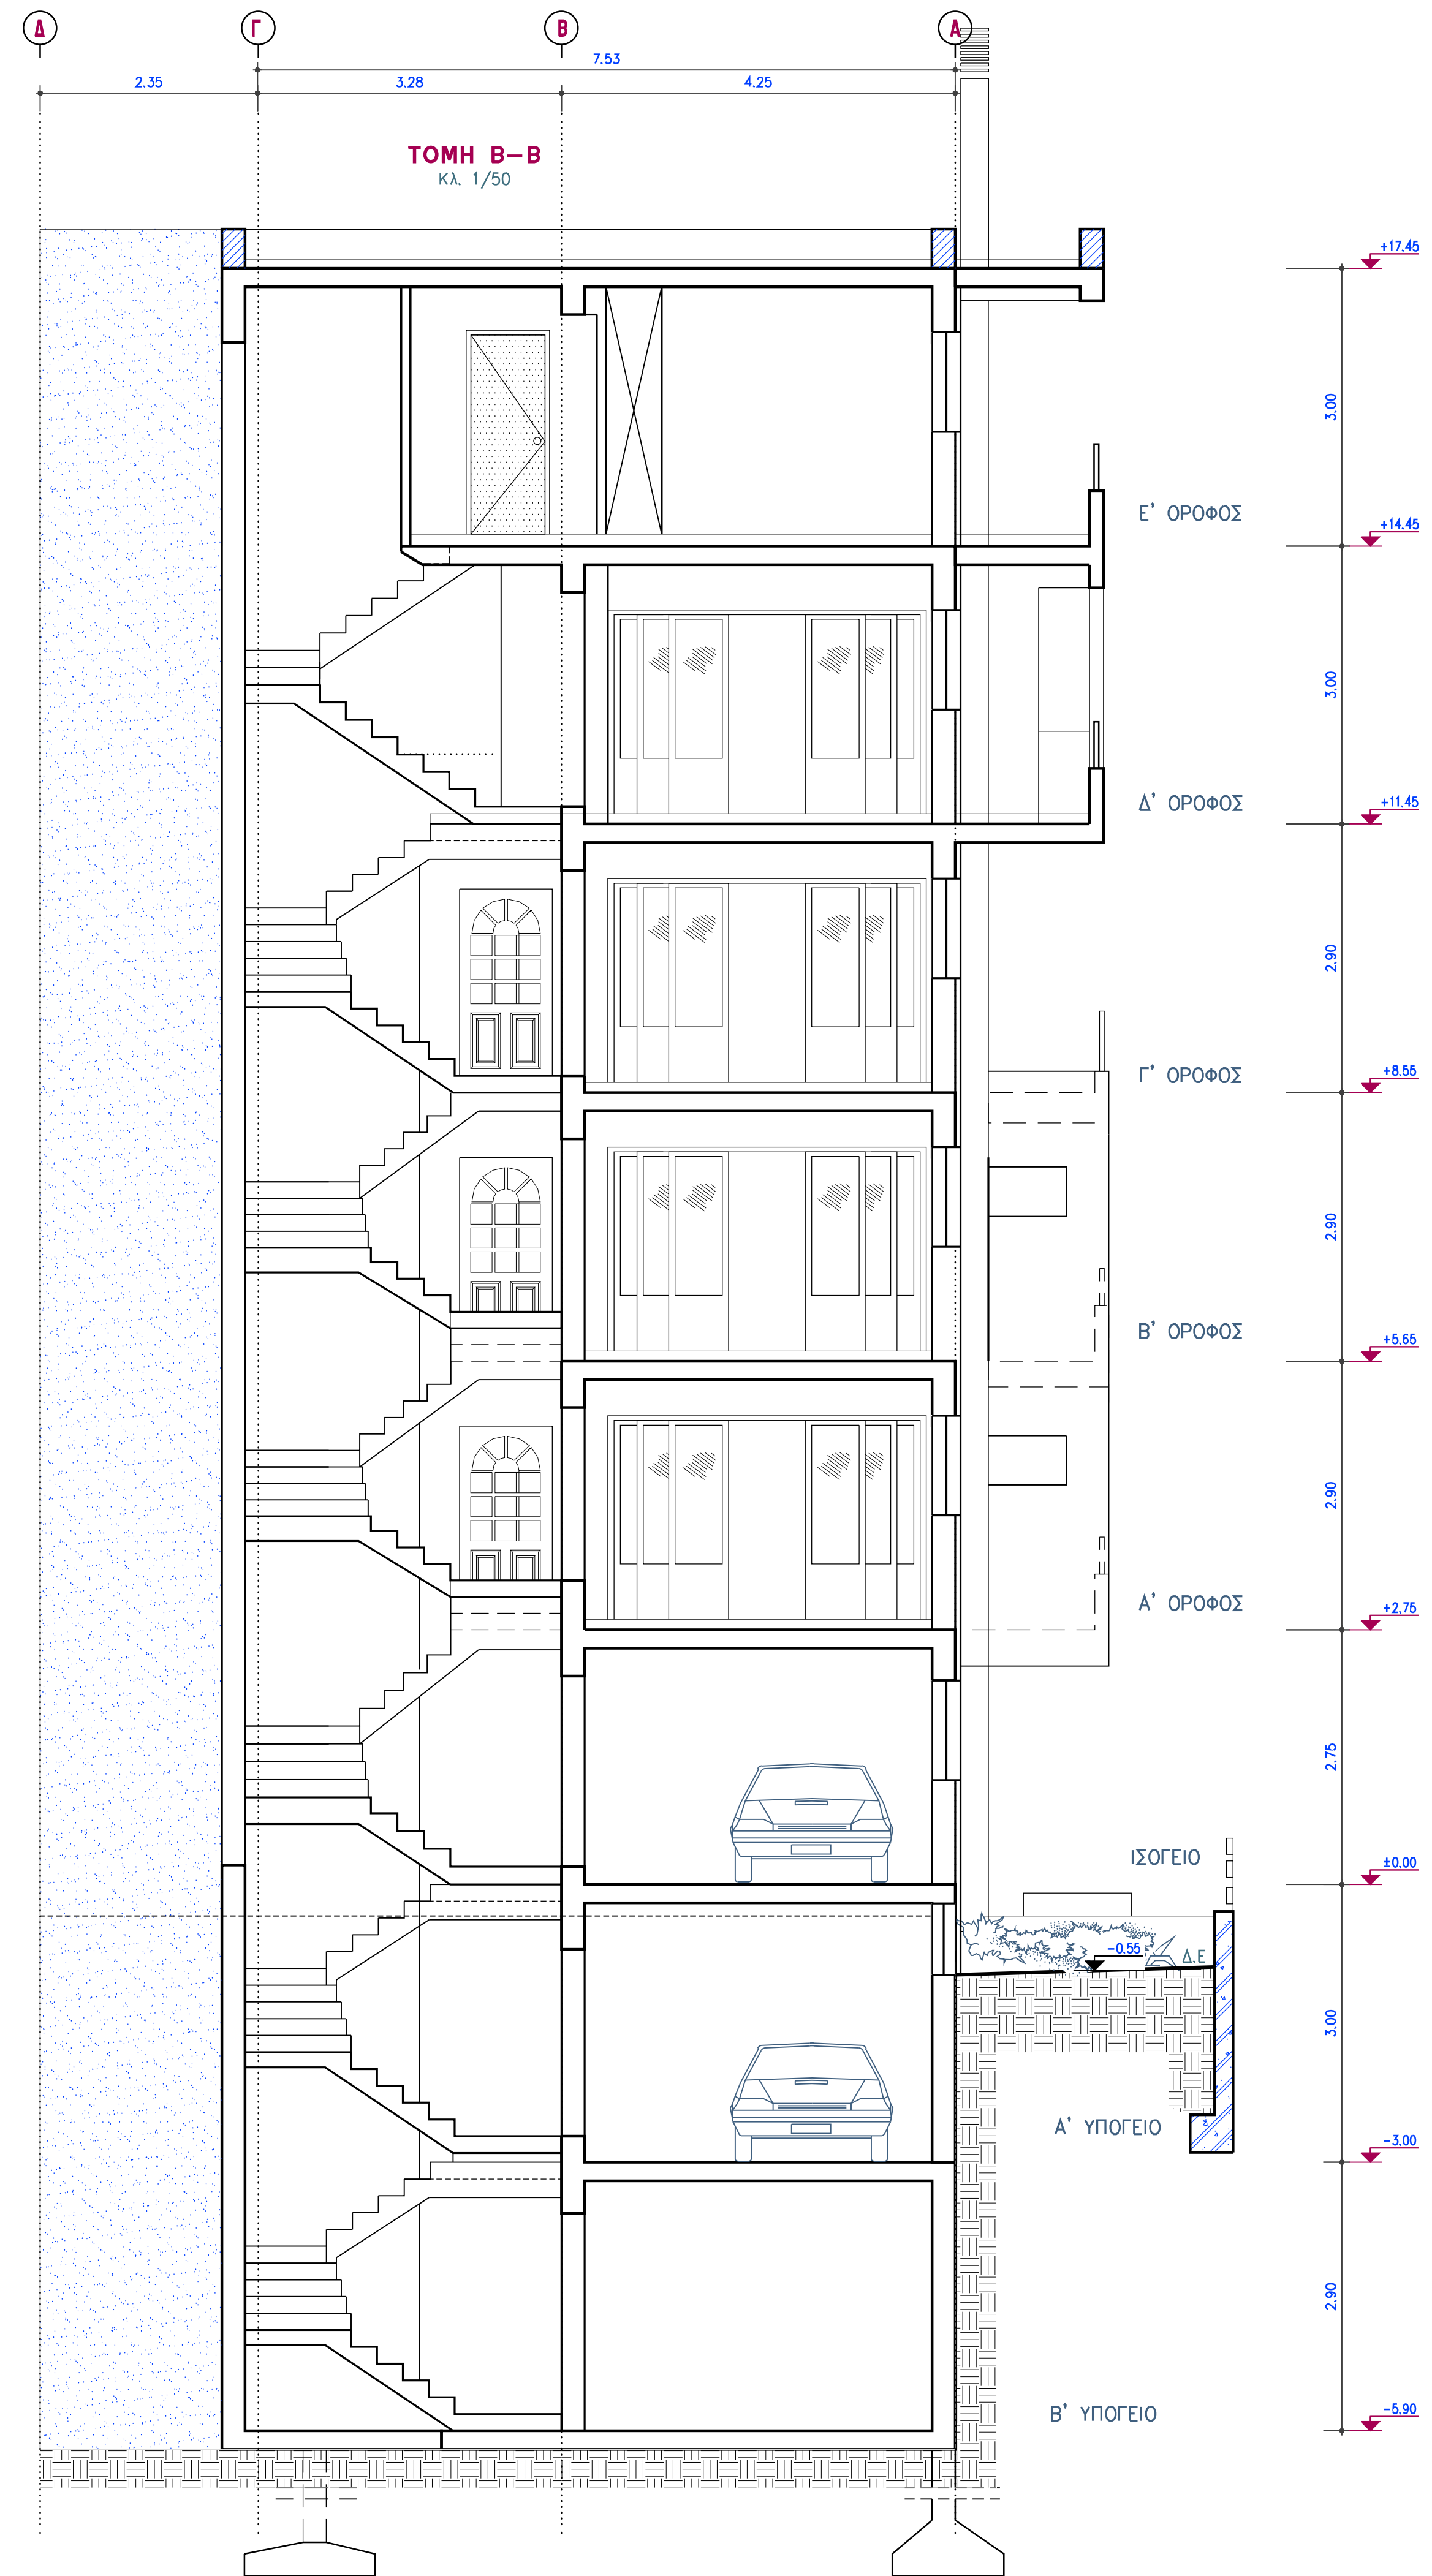 Δ Γ Β Α
7.53
2.35 3.28 4.25
ΤΟΜΗ Β-Β
Κλ. 1/50
+17.45
3.00
Ε' ΟΡΟΦΟΣ
+14.45
3.00
Δ' ΟΡΟΦΟΣ
+11.45
2.90
Γ' ΟΡΟΦΟΣ
+8.55
2.90
Β' ΟΡΟΦΟΣ
+5.65
2.90
Α' ΟΡΟΦΟΣ
+2.75
2.75
ΙΣΟΓΕΙΟ
±0.00
-0.55 Δ.Ε
3.00
Α' ΥΠΟΓΕΙΟ
-3.00
2.90
Β' ΥΠΟΓΕΙΟ
-5.90